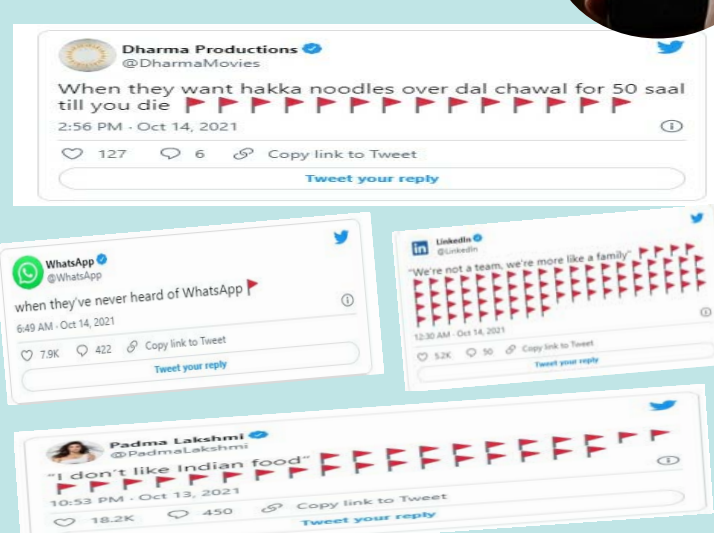 Dharma Productions
@DharmaMovies
When they want hakka noodles over dal chawal for 50 saal
till you die
2:56 PM · Oct 14, 2021
127 6 Copy link to Tweet
Tweet your reply
WhatsApp
@WhatsApp
when they've never heard of WhatsApp
6:49 AM · Oct 14, 2021
7.9K 422 Copy link to Tweet
Tweet your reply
in LinkedIn
@LinkedIn
"We're not a team, we're more like a family"
12:30 AM · Oct 14, 2021
5.2K 50 Copy link to Tweet
Tweet your reply
Padma Lakshmi
@PadmaLakshmi
"I don't like Indian food"
10:53 PM · Oct 13, 2021
18.2K 450 Copy link to Tweet
Tweet your reply